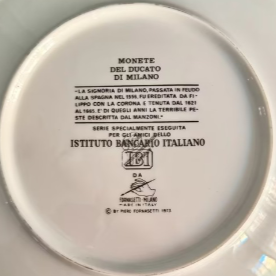 MONETE
DEL DUCATO
DI MILANO
"LA SIGNORIA DI MILANO, PASSATA IN FEUDO
ALLA SPAGNA NEL 1535, FU EREDITATA DA FI-
LIPPO CON LA CORONA E TENUTA DAL 1621
AL 1665. E' DI QUEGLI ANNI LA TERRIBILE PE-
STE DESCRITTA DAL MANZONI."
SERIE SPECIALMENTE ESEGUITA
PER GLI AMICI DELLO
ISTITUTO BANCARIO ITALIANO
IBI
DA
FORNASETTI MILANO
MADE IN ITALY
© BY PIERO FORNASETTI 1973